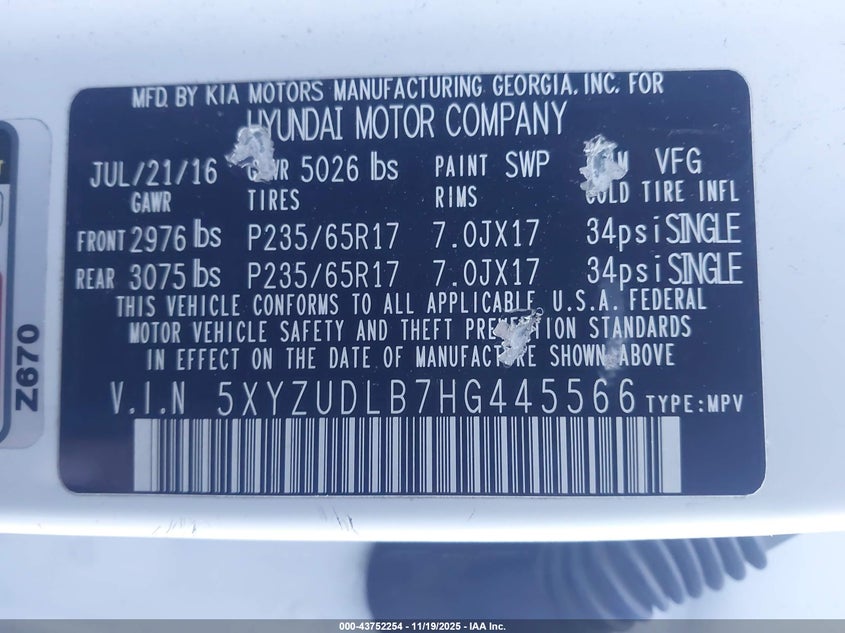 MFD. BY KIA MOTORS MANUFACTURING GEORGIA, INC. FOR
HYUNDAI MOTOR COMPANY
JUL/21/16 GVWR 5026 lbs PAINT SWP VFG
GAWR TIRES RIMS COLD TIRE INFL
FRONT 2976 lbs P235/65R17 7.0JX17 34psi SINGLE
REAR 3075 lbs P235/65R17 7.0JX17 34psi SINGLE
THIS VEHICLE CONFORMS TO ALL APPLICABLE U.S.A. FEDERAL
MOTOR VEHICLE SAFETY AND THEFT PREVENTION STANDARDS
IN EFFECT ON THE DATE OF MANUFACTURE SHOWN ABOVE
V.I.N 5XYZUDLB7HG445566 TYPE:MPV
Z670
000-43752254 - 11/19/2025 - IAA Inc.